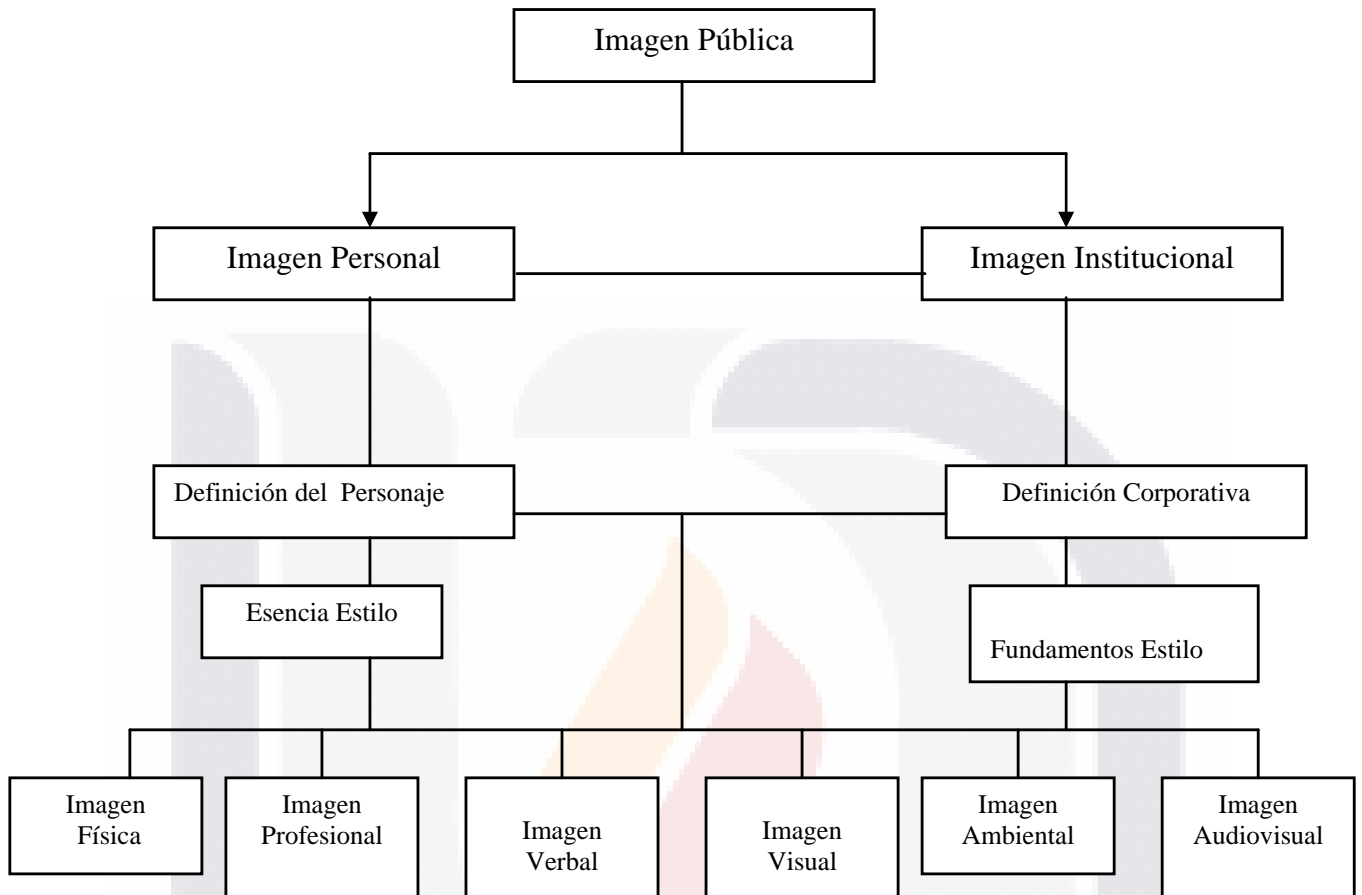 Imagen Pública
Imagen Personal
Imagen Institucional
Definición del Personaje
Definición Corporativa
Esencia Estilo
Fundamentos Estilo
Imagen
Física
Imagen
Profesional
Imagen
Verbal
Imagen
Visual
Imagen
Ambiental
Imagen
Audiovisual